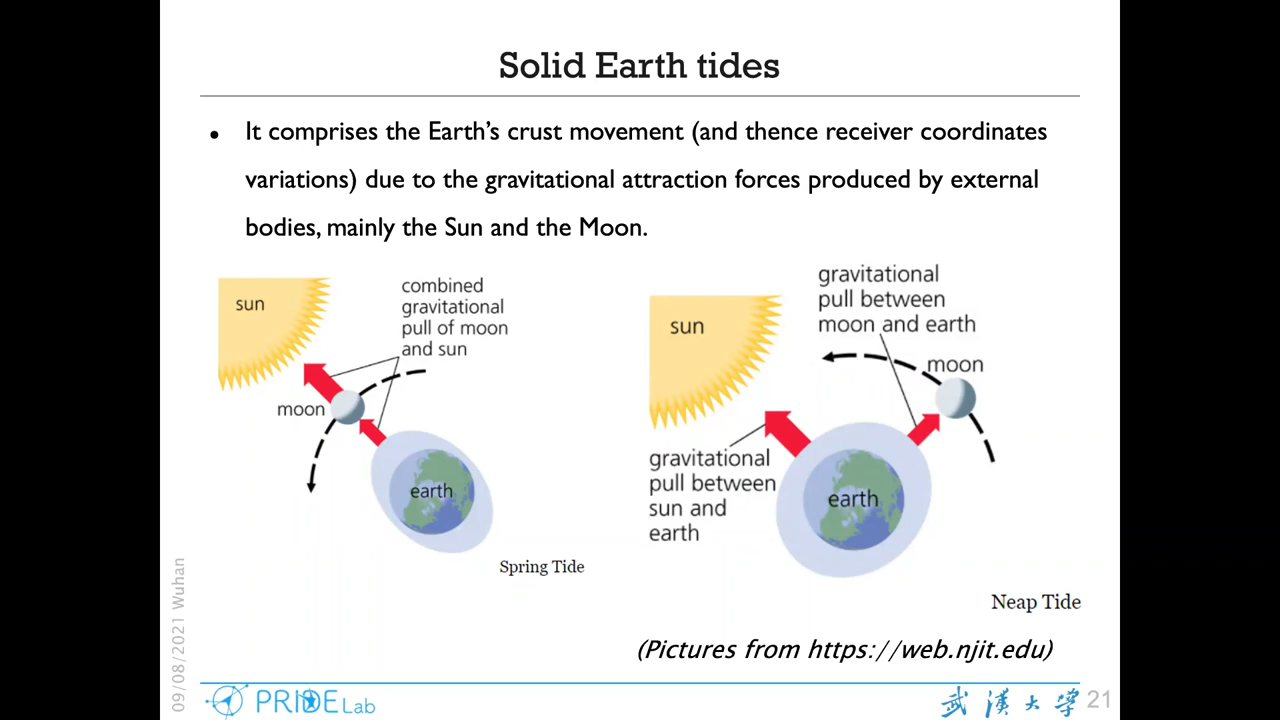 Solid Earth tides
• It comprises the Earth's crust movement (and thence receiver coordinates
variations) due to the gravitational attraction forces produced by external
bodies, mainly the Sun and the Moon.
sun
combined
gravitational
pull of moon
and sun
moon
earth
Spring Tide
gravitational
pull between
moon and earth
sun
moon
gravitational
pull between
sun and
earth
earth
Neap Tide
(Pictures from https://web.njit.edu)
09/08/2021 Wuhan
PRIDE Lab
武漢大學
21